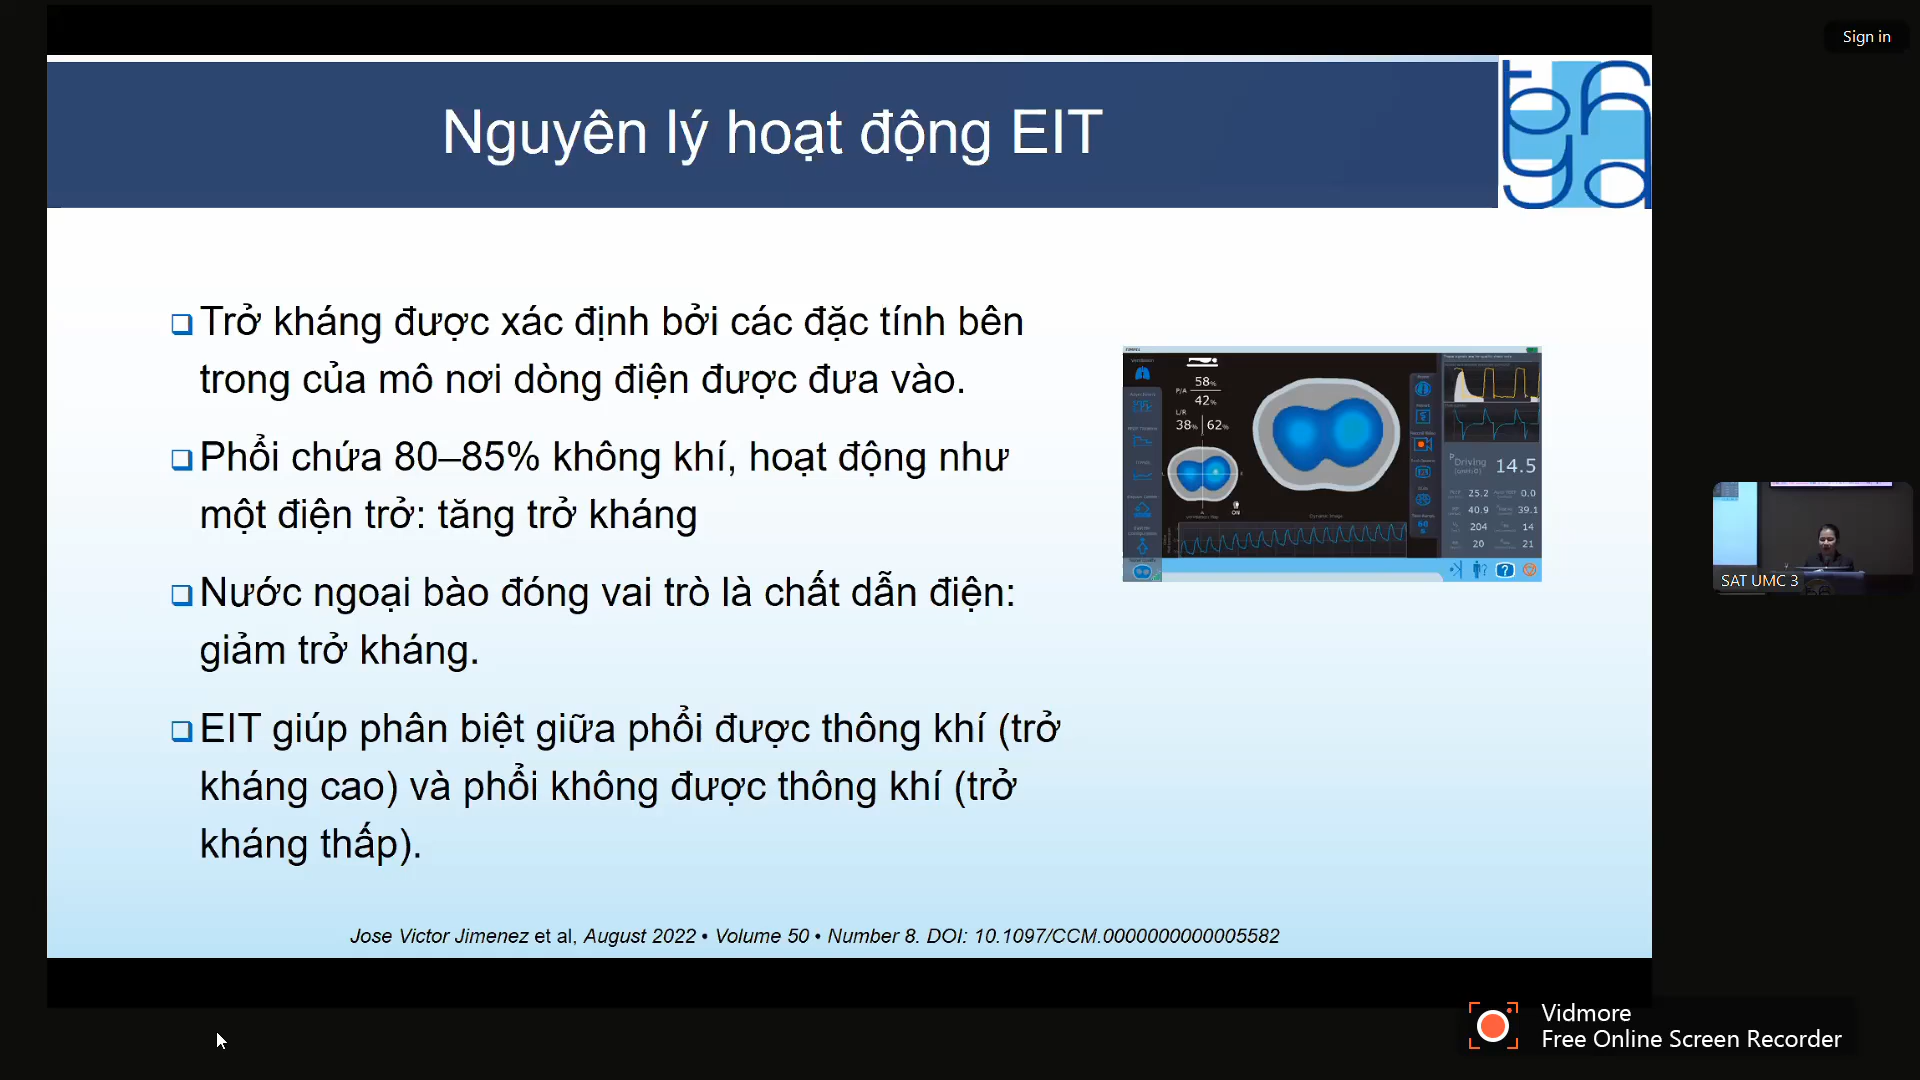 Sign in
Nguyên lý hoạt động EIT
Trở kháng được xác định bởi các đặc tính bên
trong của mô nơi dòng điện được đưa vào.
Phổi chứa 80–85% không khí, hoạt động như
một điện trở: tăng trở kháng
Nước ngoại bào đóng vai trò là chất dẫn điện:
giảm trở kháng.
EIT giúp phân biệt giữa phổi được thông khí (trở
kháng cao) và phổi không được thông khí (trở
kháng thấp).
58%
P/A
42%
L/R
38% 62%
ON
Dynamic Image
P Driving
14.5
25.2 0.0
40.9 39.1
204 14
20 21
60
?
SAT UMC 3
Jose Victor Jimenez et al, August 2022 • Volume 50 • Number 8. DOI: 10.1097/CCM.0000000000005582
Vidmore
Free Online Screen Recorder